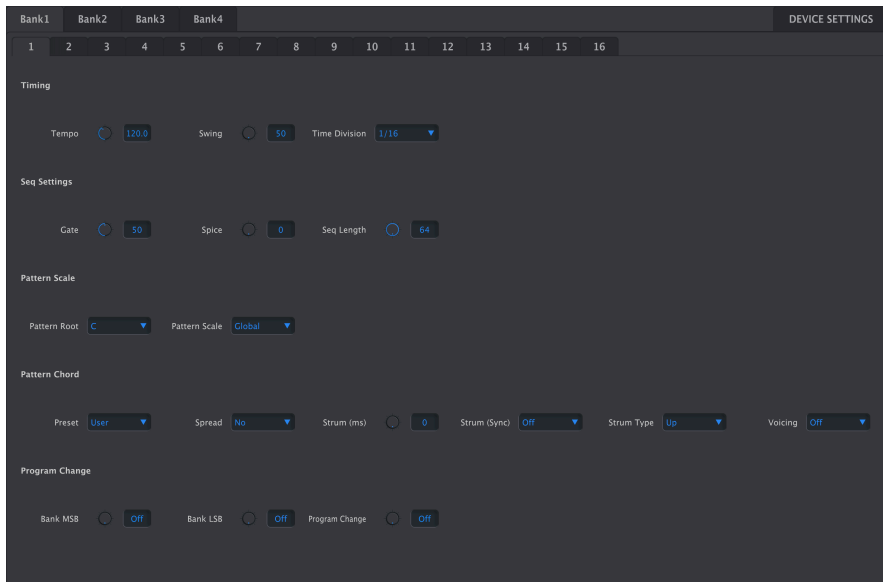 Bank1 Bank2 Bank3 Bank4 DEVICE SETTINGS
1 2 3 4 5 6 7 8 9 10 11 12 13 14 15 16
Timing
Tempo 120.0 Swing 50 Time Division 1/16
Seq Settings
Gate 50 Spice 0 Seq Length 64
Pattern Scale
Pattern Root C Pattern Scale Global
Pattern Chord
Preset User Spread No Strum (ms) 0 Strum (Sync) Off Strum Type Up Voicing Off
Program Change
Bank MSB Off Bank LSB Off Program Change Off